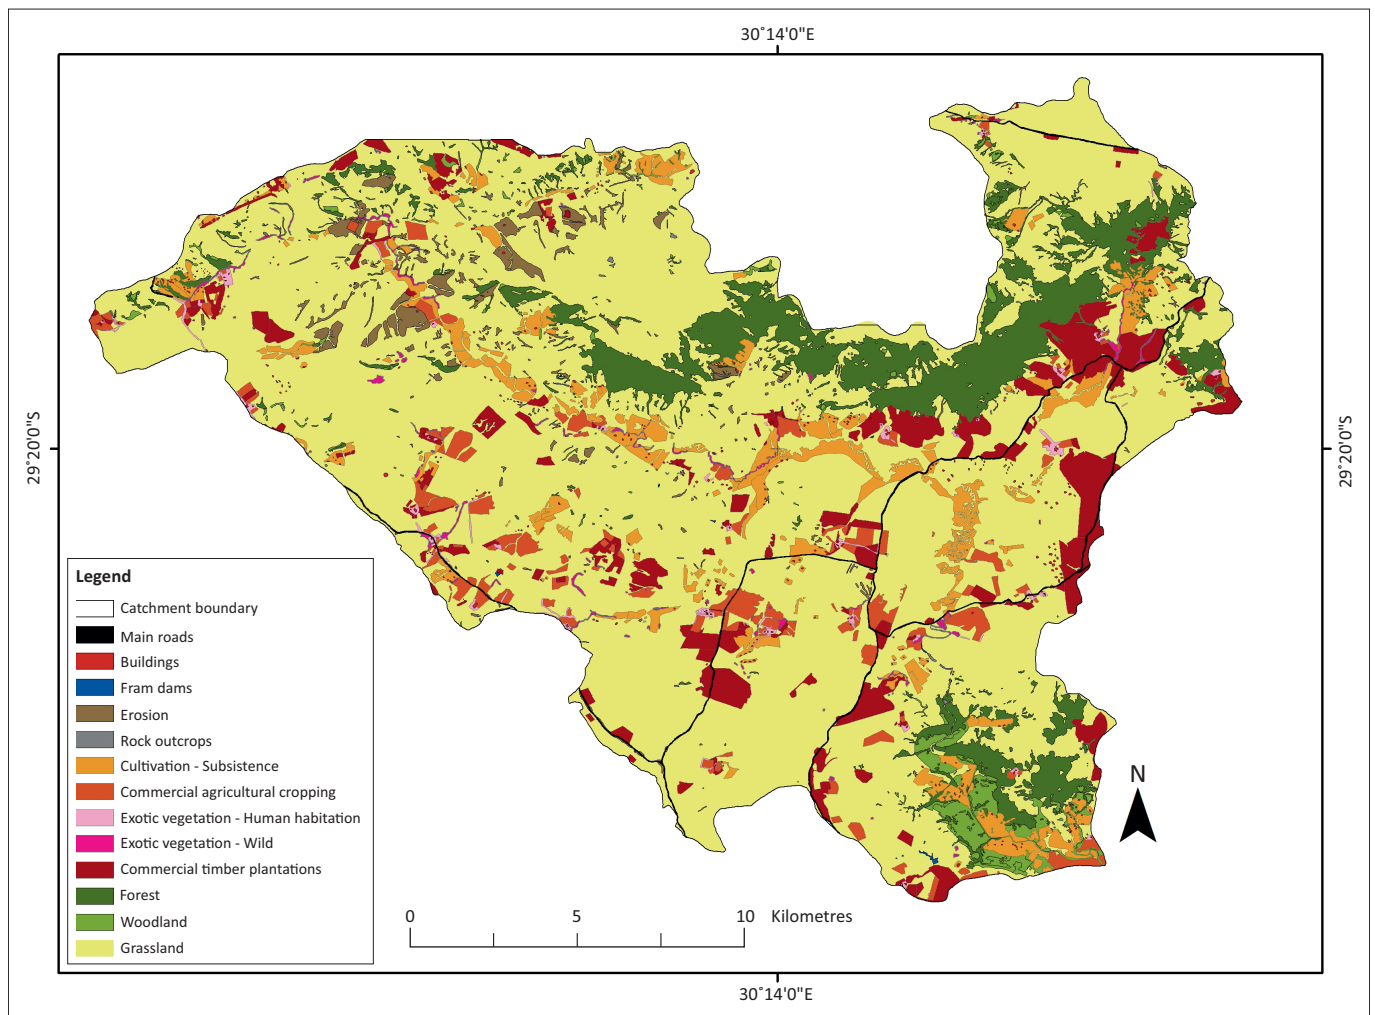 30˚14'0"E
29˚20'0"S
29˚20'0"S
Legend
Catchment boundary
Main roads
Buildings
Fram dams
Erosion
Rock outcrops
Cultivation - Subsistence
Commercial agricultural cropping
Exotic vegetation - Human habitation
Exotic vegetation - Wild
Commercial timber plantations
Forest
Woodland
Grassland
N
0 5 10 Kilometres
30˚14'0"E